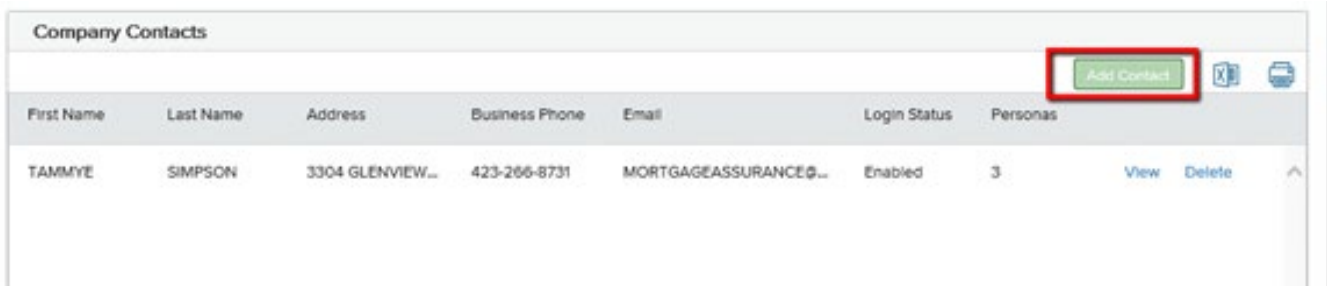 Company Contacts
Add Contact
First Name Last Name Address Business Phone Email Login Status Personas
TAMMYE SIMPSON 3304 GLENVIEW... 423-266-8731 MORTGAGEASSURANCE@... Enabled 3 View Delete